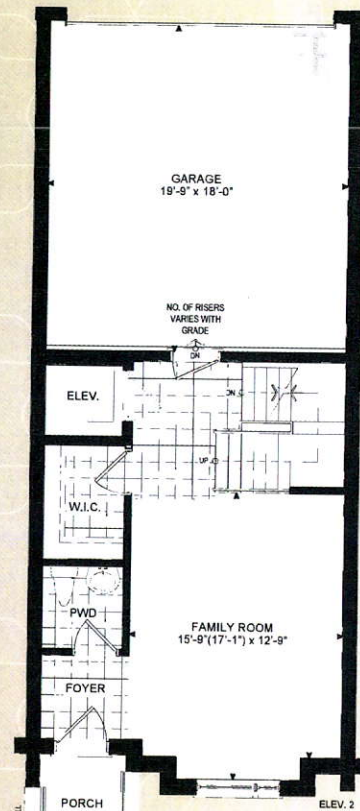 GARAGE
19'-9" x 18'-0"
NO. OF RISERS
VARIES WITH
GRADE
DN
ELEV.
DN
UP
W.I.C.
PWD
FAMILY ROOM
15'-9"(17'-1") x 12'-9"
FOYER
PORCH
ELEV. 2